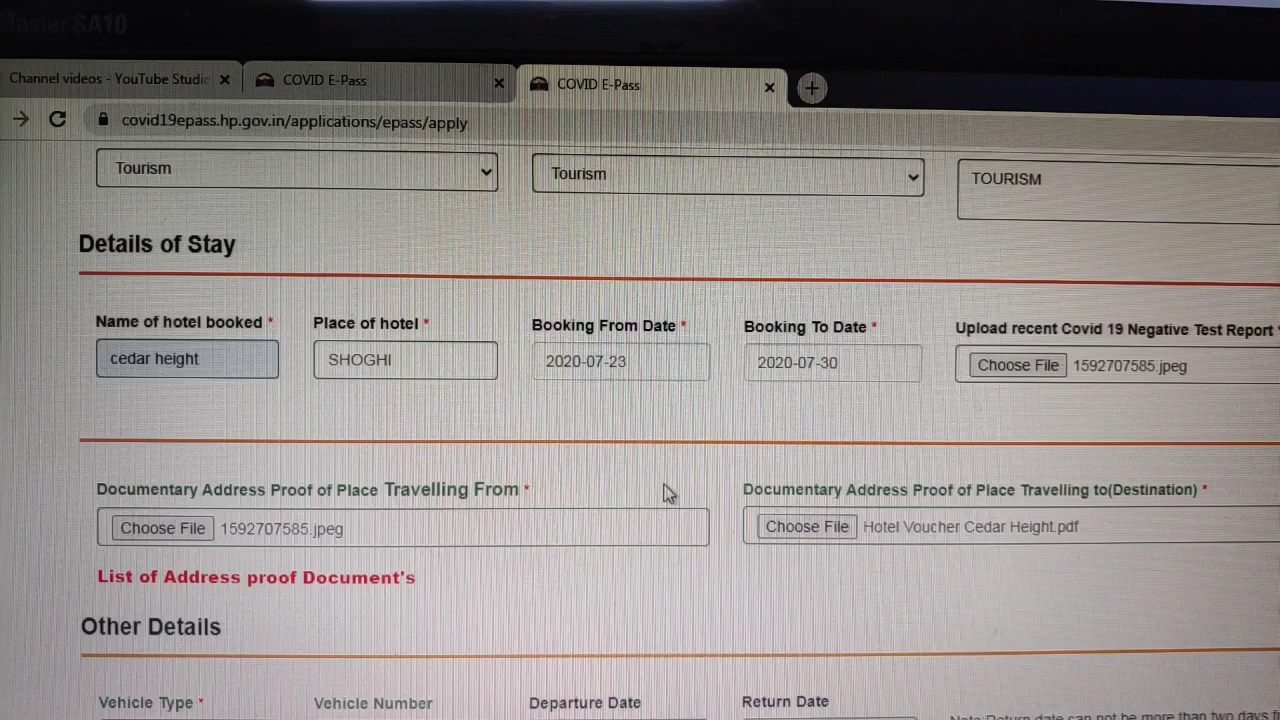 Master SA10
Channel videos - YouTube Studio
COVID E-Pass
COVID E-Pass
covid19epass.hp.gov.in/applications/epass/apply
Tourism
Tourism
TOURISM
Details of Stay
Name of hotel booked *
Place of hotel *
Booking From Date *
Booking To Date *
Upload recent Covid 19 Negative Test Report *
cedar height
SHOGHI
2020-07-23
2020-07-30
Choose File 1592707585.jpeg
Documentary Address Proof of Place Travelling From *
Documentary Address Proof of Place Travelling to(Destination) *
Choose File 1592707585.jpeg
Choose File Hotel Voucher Cedar Height.pdf
List of Address proof Document's
Other Details
Vehicle Type *
Vehicle Number
Departure Date
Return Date
Note:Return date can not be more than two days f